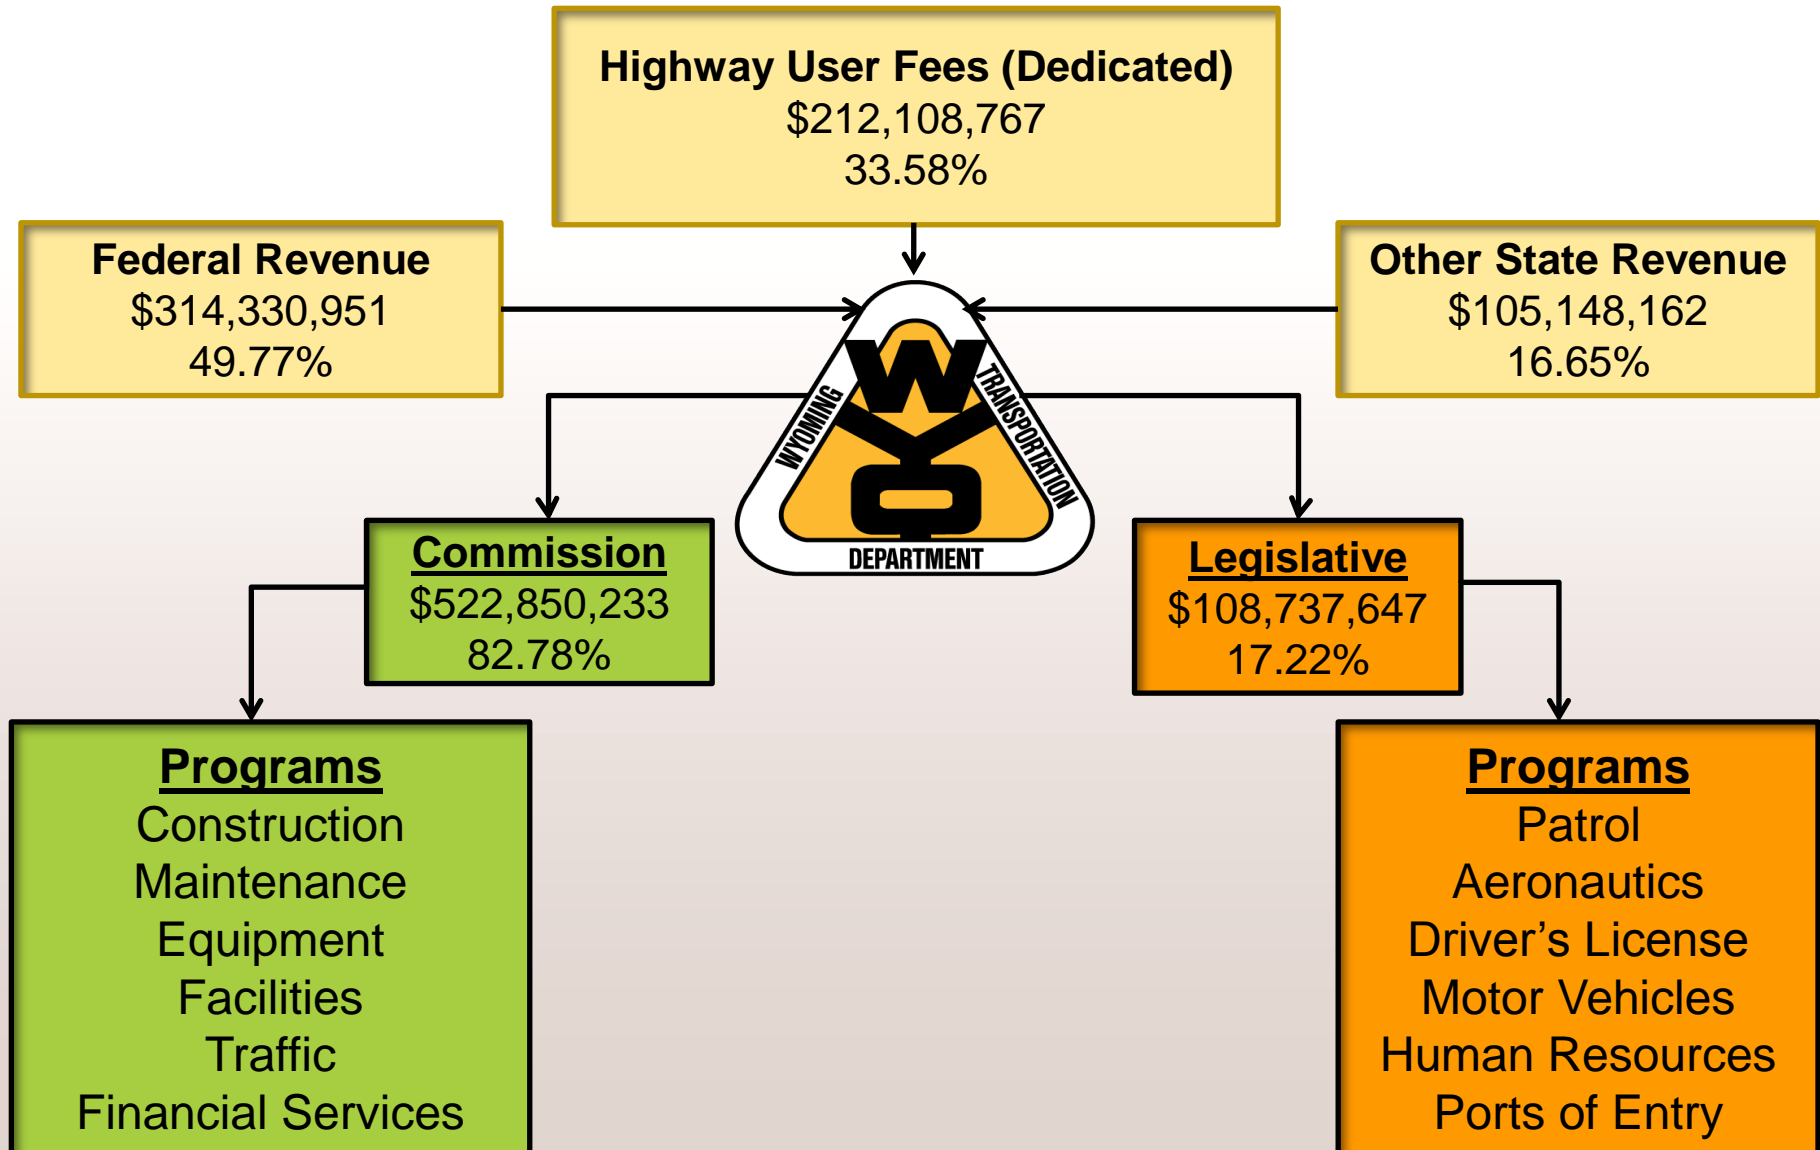 Highway User Fees (Dedicated)
$212,108,767
33.58%
Federal Revenue
$314,330,951
49.77%
Other State Revenue
$105,148,162
16.65%
WYO
WYOMING
TRANSPORTATION
DEPARTMENT
Commission
$522,850,233
82.78%
Legislative
$108,737,647
17.22%
Programs
Construction
Maintenance
Equipment
Facilities
Traffic
Financial Services
Programs
Patrol
Aeronautics
Driver’s License
Motor Vehicles
Human Resources
Ports of Entry